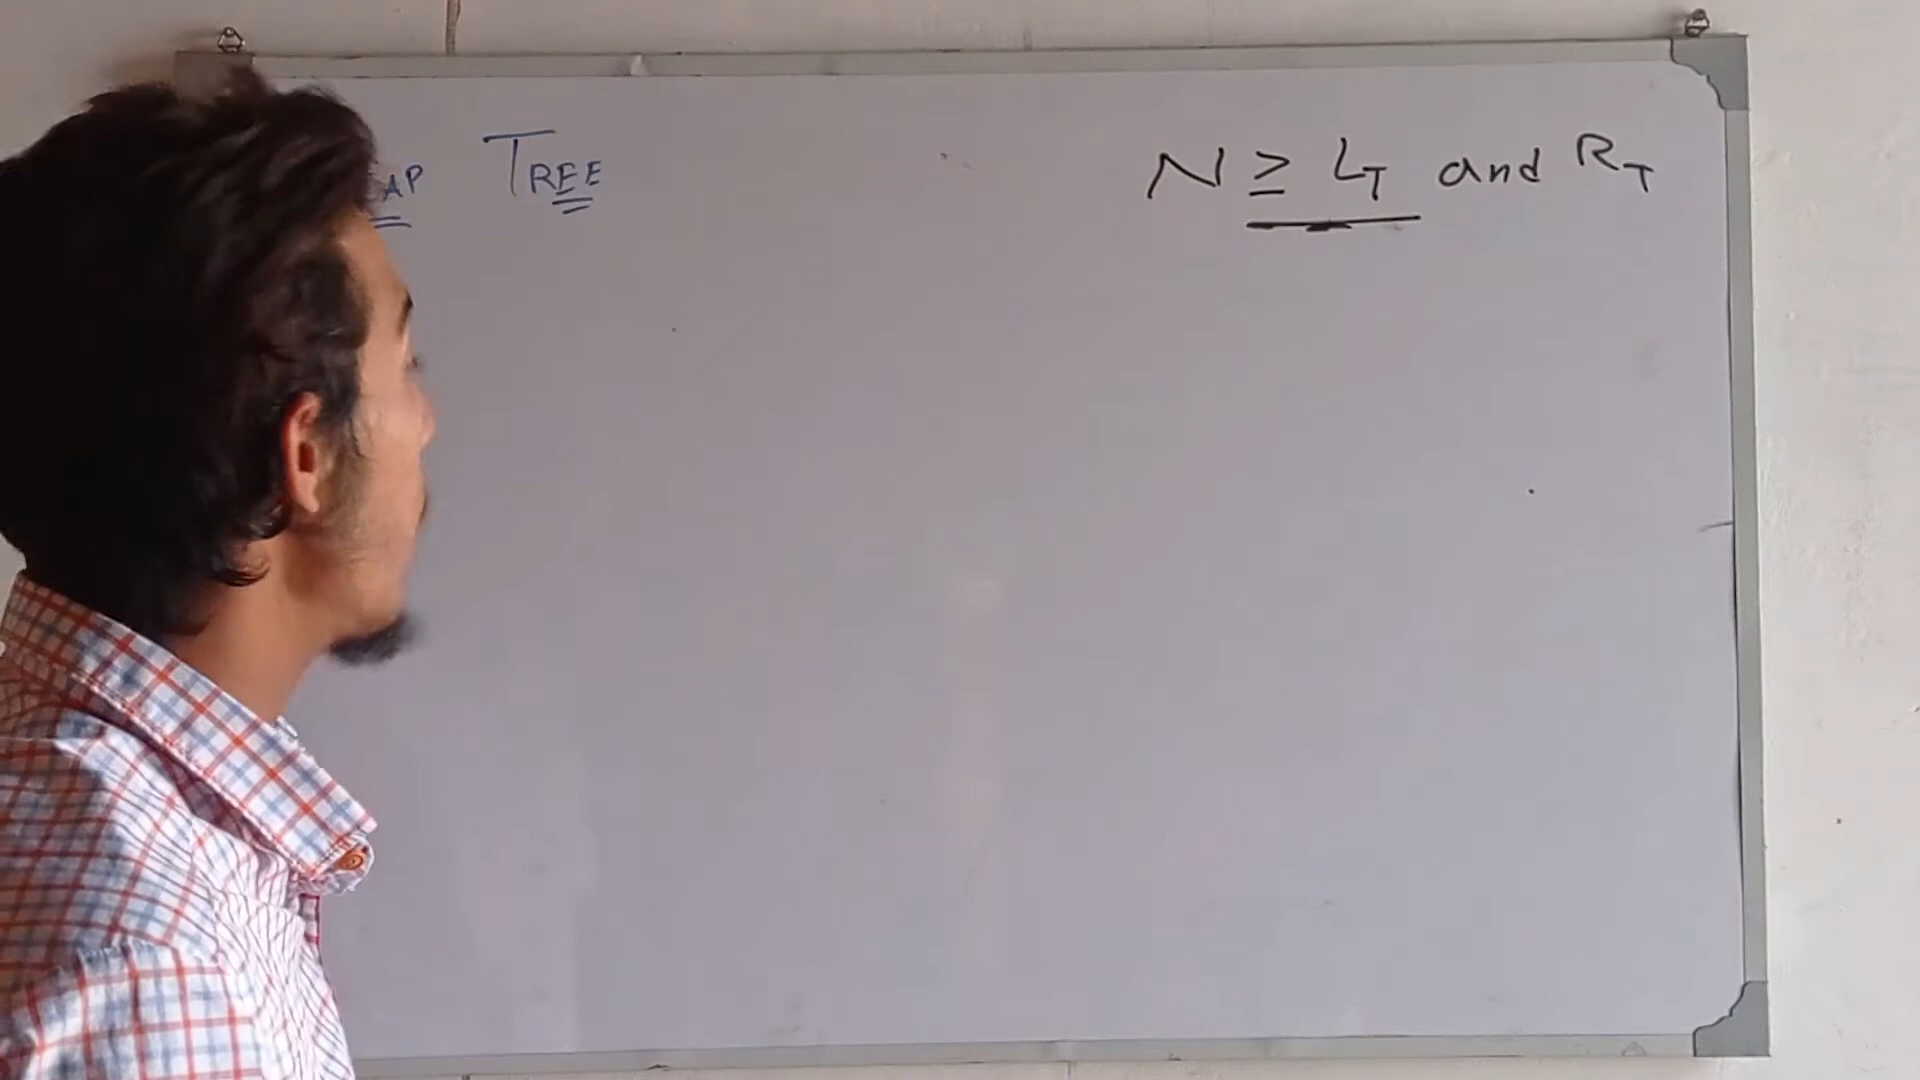 TREE
N ≥ L_T and R_T